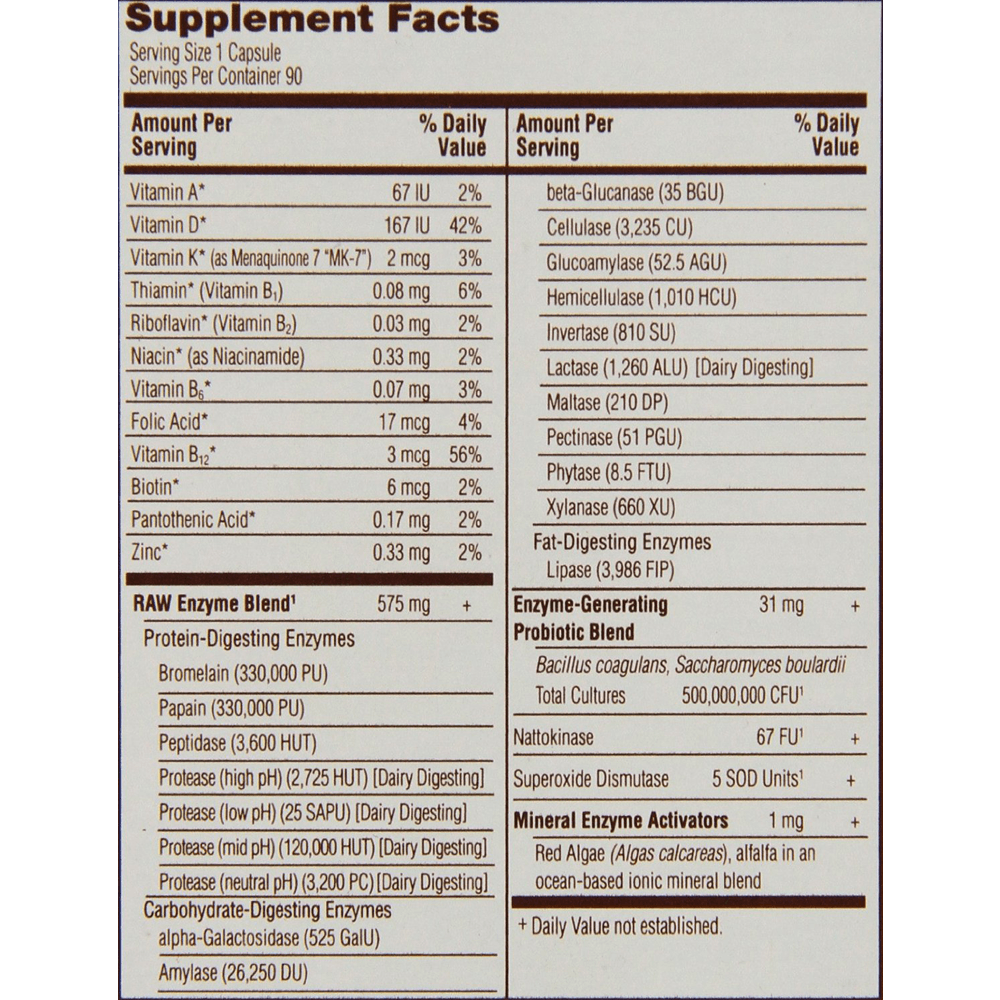 Supplement Facts
Serving Size 1 Capsule
Servings Per Container 90
Amount Per Serving % Daily Value
Vitamin A* 67 IU 2%
Vitamin D* 167 IU 42%
Vitamin K* (as Menaquinone 7 "MK-7") 2 mcg 3%
Thiamin* (Vitamin B₁) 0.08 mg 6%
Riboflavin* (Vitamin B₂) 0.03 mg 2%
Niacin* (as Niacinamide) 0.33 mg 2%
Vitamin B₆* 0.07 mg 3%
Folic Acid* 17 mcg 4%
Vitamin B₁₂* 3 mcg 56%
Biotin* 6 mcg 2%
Pantothenic Acid* 0.17 mg 2%
Zinc* 0.33 mg 2%
RAW Enzyme Blend¹ 575 mg +
Protein-Digesting Enzymes
Bromelain (330,000 PU)
Papain (330,000 PU)
Peptidase (3,600 HUT)
Protease (high pH) (2,725 HUT) [Dairy Digesting]
Protease (low pH) (25 SAPU) [Dairy Digesting]
Protease (mid pH) (120,000 HUT) [Dairy Digesting]
Protease (neutral pH) (3,200 PC) [Dairy Digesting]
Carbohydrate-Digesting Enzymes
alpha-Galactosidase (525 GalU)
Amylase (26,250 DU)
Amount Per Serving % Daily Value
beta-Glucanase (35 BGU)
Cellulase (3,235 CU)
Glucoamylase (52.5 AGU)
Hemicellulase (1,010 HCU)
Invertase (810 SU)
Lactase (1,260 ALU) [Dairy Digesting]
Maltase (210 DP)
Pectinase (51 PGU)
Phytase (8.5 FTU)
Xylanase (660 XU)
Fat-Digesting Enzymes
Lipase (3,986 FIP)
Enzyme-Generating 31 mg +
Probiotic Blend
Bacillus coagulans, Saccharomyces boulardii
Total Cultures 500,000,000 CFU¹
Nattokinase 67 FU¹ +
Superoxide Dismutase 5 SOD Units¹ +
Mineral Enzyme Activators 1 mg +
Red Algae (Algas calcareas), alfalfa in an
ocean-based ionic mineral blend
+ Daily Value not established.